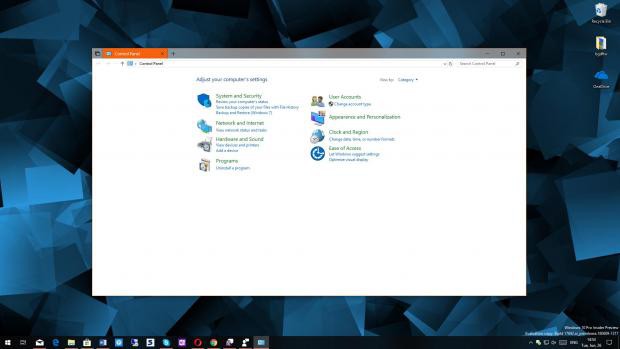 Recycle Bin
OneDrive
Control Panel
Control Panel
Search Control Panel
Adjust your computer's settings
View by: Category
System and Security
Review your computer's status
Save backup copies of your files with File History
Backup and Restore (Windows 7)
Network and Internet
View network status and tasks
Hardware and Sound
View devices and printers
Add a device
Programs
Uninstall a program
User Accounts
Change account type
Appearance and Personalization
Clock and Region
Change date, time, or number formats
Ease of Access
Let Windows suggest settings
Optimize visual display
Windows 10 Pro Insider Preview
Evaluation copy. Build
ENG
Tue, Jun, 26